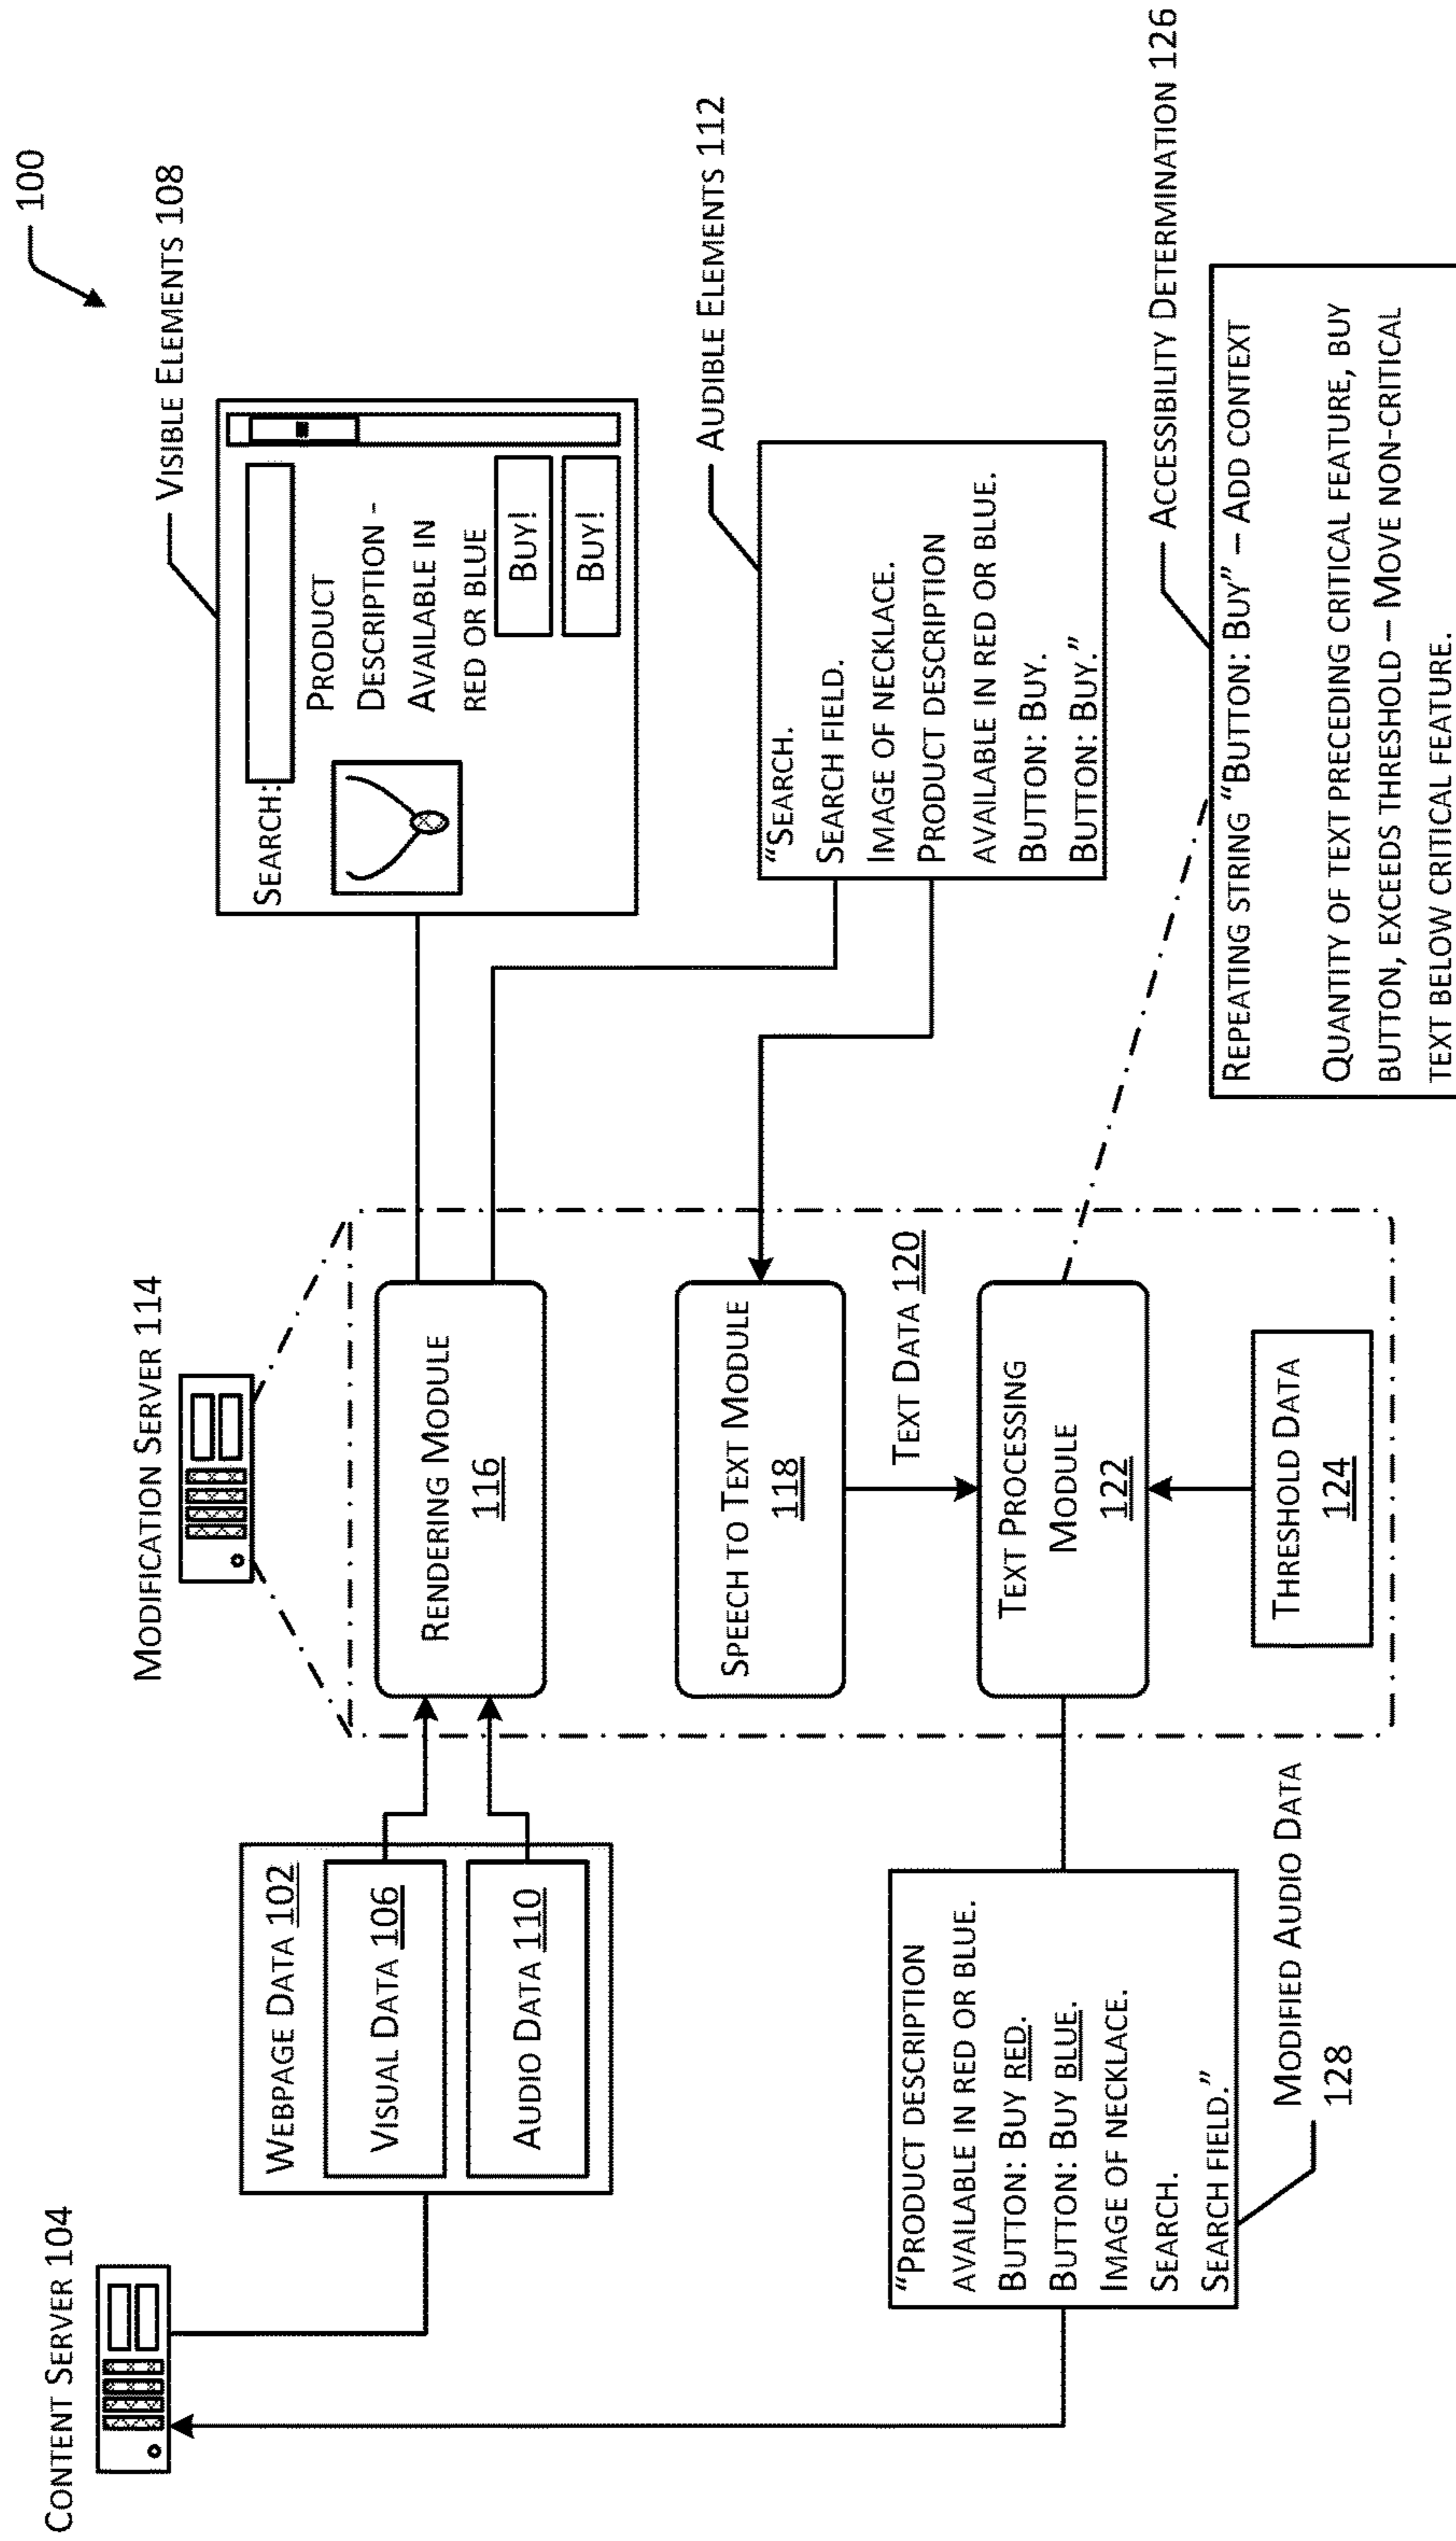 100
CONTENT SERVER 104
MODIFICATION SERVER 114
VISIBLE ELEMENTS 108
WEBPAGE DATA 102
VISUAL DATA 106
AUDIO DATA 110
RENDERING MODULE
116
SEARCH:
PRODUCT
DESCRIPTION -
AVAILABLE IN
RED OR BLUE
BUY!
BUY!
SPEECH TO TEXT MODULE
118
AUDIBLE ELEMENTS 112
“SEARCH.
SEARCH FIELD.
IMAGE OF NECKLACE.
PRODUCT DESCRIPTION
AVAILABLE IN RED OR BLUE.
BUTTON: BUY.
BUTTON: BUY.”
TEXT DATA 120
TEXT PROCESSING
MODULE
122
THRESHOLD DATA
124
“PRODUCT DESCRIPTION
AVAILABLE IN RED OR BLUE.
BUTTON: BUY RED.
BUTTON: BUY BLUE.
IMAGE OF NECKLACE.
SEARCH.
SEARCH FIELD.”
MODIFIED AUDIO DATA
128
ACCESSIBILITY DETERMINATION 126
REPEATING STRING “BUTTON: BUY” – ADD CONTEXT
QUANTITY OF TEXT PRECEDING CRITICAL FEATURE, BUY
BUTTON, EXCEEDS THRESHOLD – MOVE NON-CRITICAL
TEXT BELOW CRITICAL FEATURE.